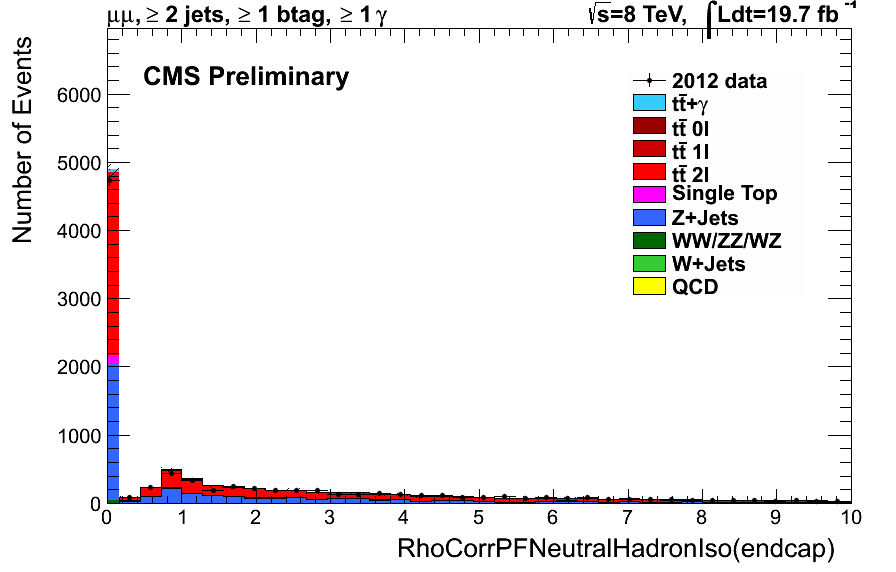 μμ, ≥ 2 jets, ≥ 1 btag, ≥ 1 γ
√s=8 TeV, ∫Ldt=19.7 fb⁻¹
CMS Preliminary
2012 data
tt̄+γ
tt̄ 0l
tt̄ 1l
tt̄ 2l
Single Top
Z+Jets
WW/ZZ/WZ
W+Jets
QCD
Number of Events
6000
5000
4000
3000
2000
1000
0
0 1 2 3 4 5 6 7 8 9 10
RhoCorrPFNeutralHadronIso(endcap)